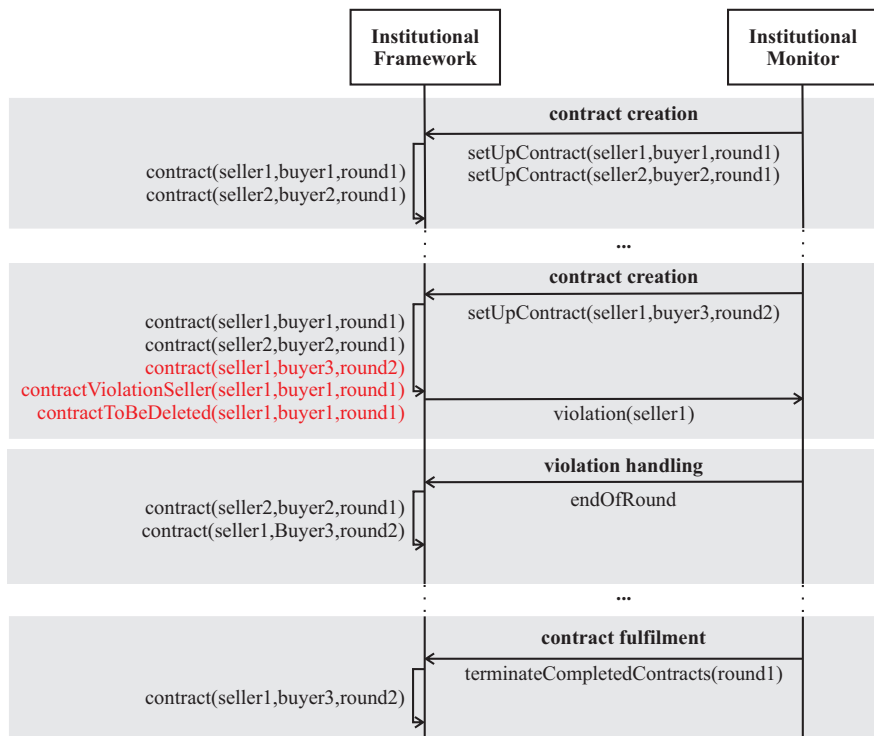 Institutional
Framework
Institutional
Monitor
contract creation
setUpContract(seller1,buyer1,round1)
setUpContract(seller2,buyer2,round1)
contract(seller1,buyer1,round1)
contract(seller2,buyer2,round1)
...
contract creation
setUpContract(seller1,buyer3,round2)
contract(seller1,buyer1,round1)
contract(seller2,buyer2,round1)
contract(seller1,buyer3,round2)
contractViolationSeller(seller1,buyer1,round1)
contractToBeDeleted(seller1,buyer1,round1)
violation(seller1)
violation handling
endOfRound
contract(seller2,buyer2,round1)
contract(seller1,Buyer3,round2)
...
contract fulfilment
terminateCompletedContracts(round1)
contract(seller1,buyer3,round2)